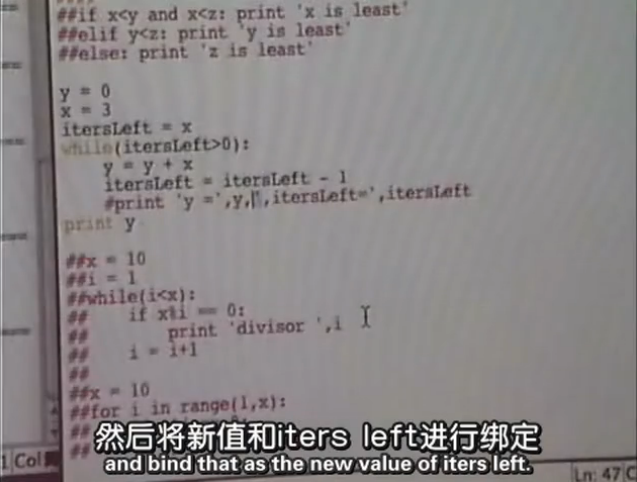 ##if x<y and x<z: print 'x is least'
##elif y<z: print 'y is least'
##else: print 'z is least'
y = 0
x = 3
itersLeft = x
while(itersLeft>0):
y = y + x
itersLeft = itersLeft - 1
#print 'y =',y,',itersLeft=',itersLeft
print y
##x = 10
##i = 1
##while(i<x):
## if x%i == 0:
## print 'divisor ',i
## i = i+1
##
##x = 10
##for i in range(1,x):
##
##
然后将新值和iters left进行绑定
and bind that as the new value of iters left.
Col
Ln: 47 C